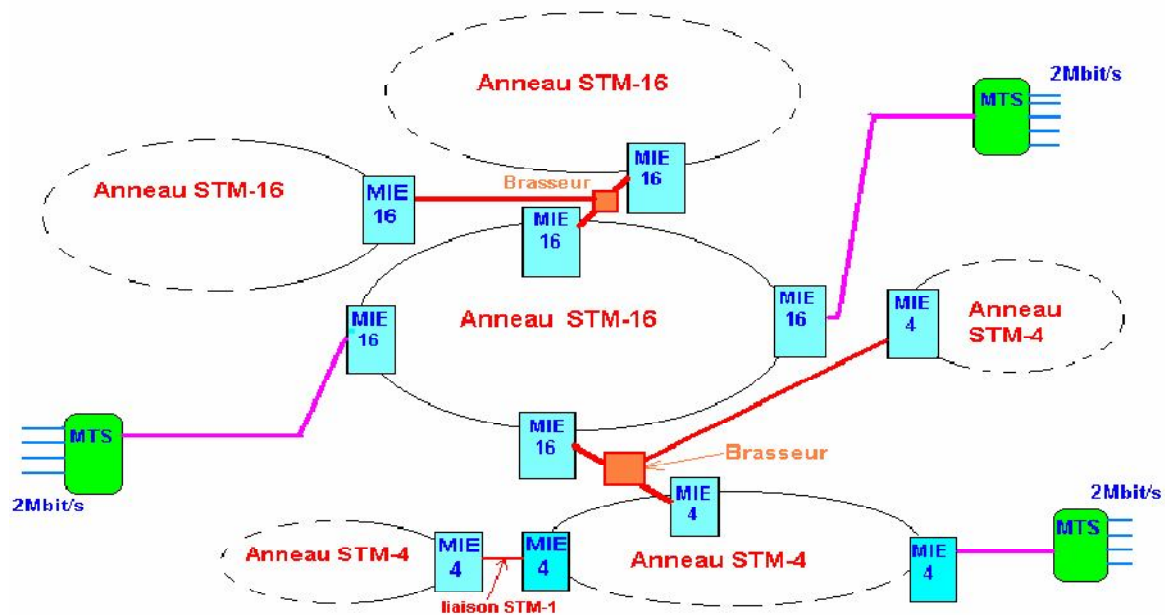 Anneau STM-16
2Mbit/s
MTS
MIE
16
Brasseur
Anneau STM-16
MIE
16
MIE
16
MIE
16
Anneau STM-16
MIE
16
MIE
4
Anneau
STM-4
MTS
2Mbit/s
MIE
16
Brasseur
MIE
4
2Mbit/s
MTS
Anneau STM-4
MIE
4
MIE
4
Anneau STM-4
MIE
4
liaison STM-1